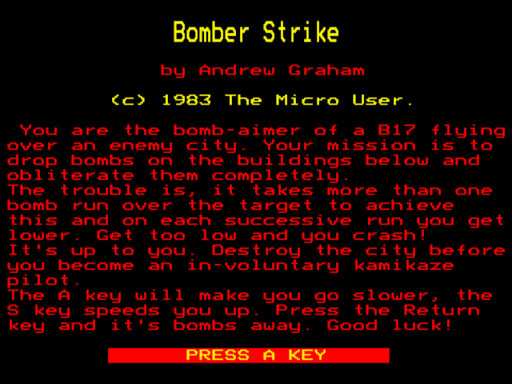 Bomber Strike
by Andrew Graham
(c) 1983 The Micro User.
You are the bomb-aimer of a B17 flying
over an enemy city. Your mission is to
drop bombs on the buildings below and
obliterate them completely.
The trouble is, it takes more than one
bomb run over the target to achieve
this and on each successive run you get
lower. Get too low and you crash!
It's up to you. Destroy the city before
you become an in-voluntary kamikaze
pilot.
The A key will make you go slower, the
S key speeds you up. Press the Return
key and it's bombs away. Good luck!
PRESS A KEY